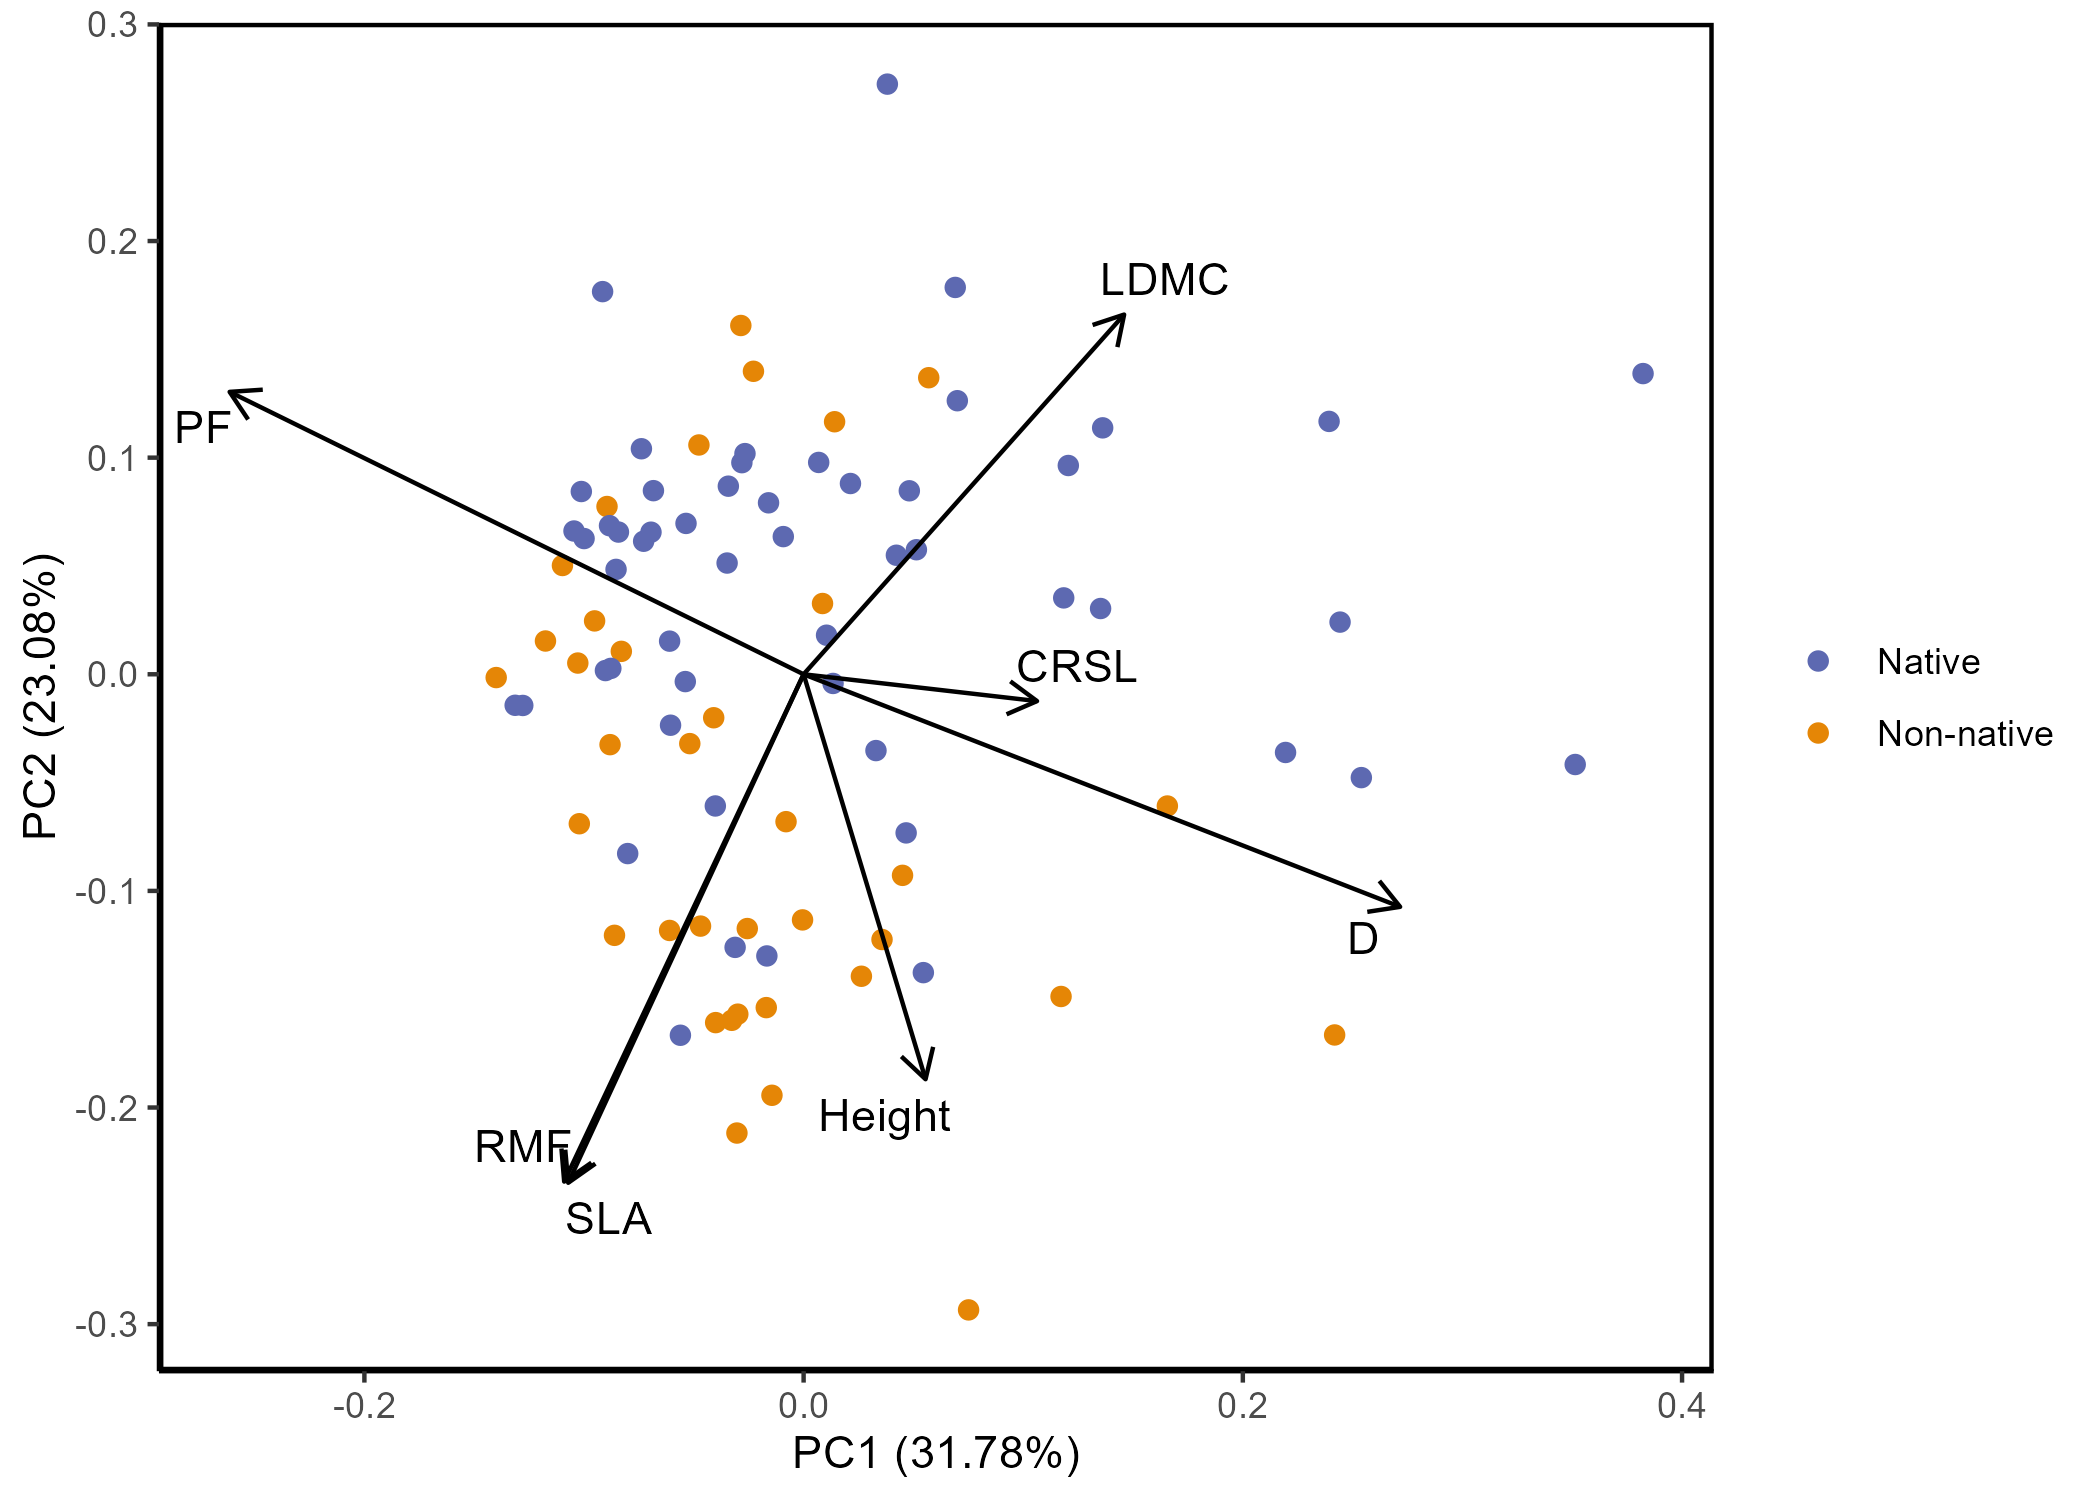 0.3
0.2
LDMC
PF
0.1
PC2 (23.08%)
0.0
CRSL
Native
Non-native
-0.1
D
-0.2
Height
RMF
SLA
-0.3
-0.2 0.0 0.2 0.4
PC1 (31.78%)